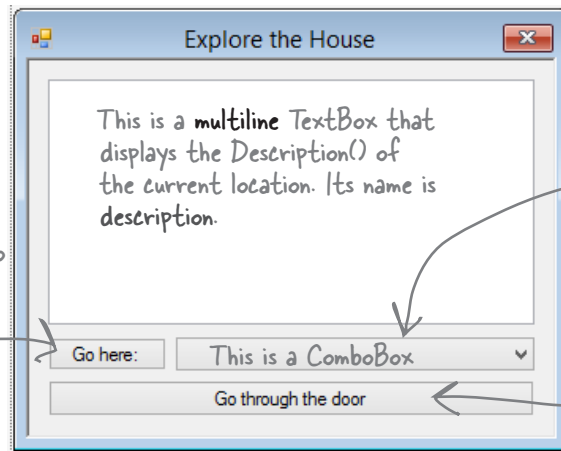 Explore the House
This is a multiline TextBox that
displays the Description() of
the current location. Its name is
description.
Go here:
This is a ComboBox
Go through the door